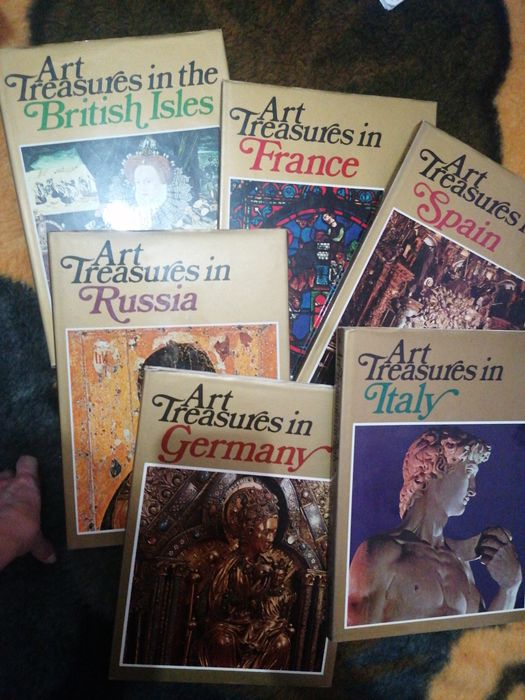 Art
Treasures in the
British Isles
Art
Treasures in
France
Art
Treasures in
Spain
Art
Treasures in
Russia
Art
Treasures in
Germany
Art
Treasures in
Italy